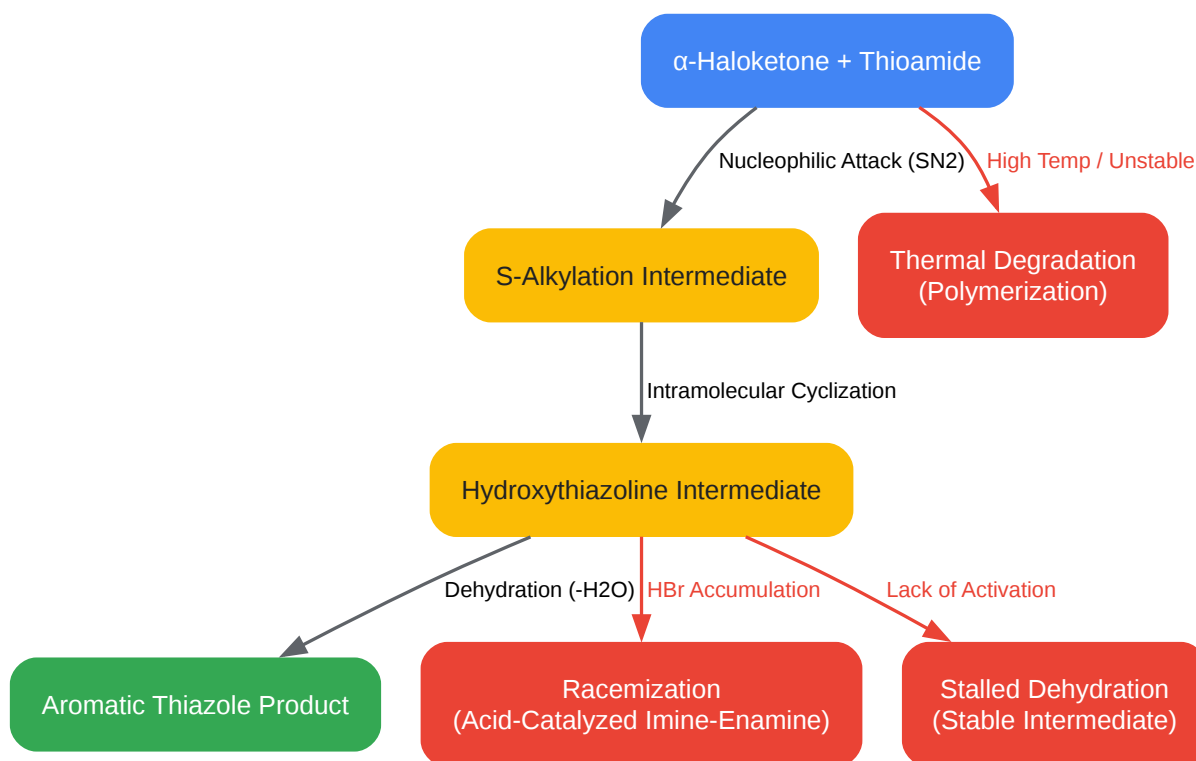 α-Haloketone + Thioamide
Nucleophilic Attack (SN2)
High Temp / Unstable
S-Alkylation Intermediate
Thermal Degradation
(Polymerization)
Intramolecular Cyclization
Hydroxythiazoline Intermediate
Dehydration (-H2O)
HBr Accumulation
Lack of Activation
Aromatic Thiazole Product
Racemization
(Acid-Catalyzed Imine-Enamine)
Stalled Dehydration
(Stable Intermediate)